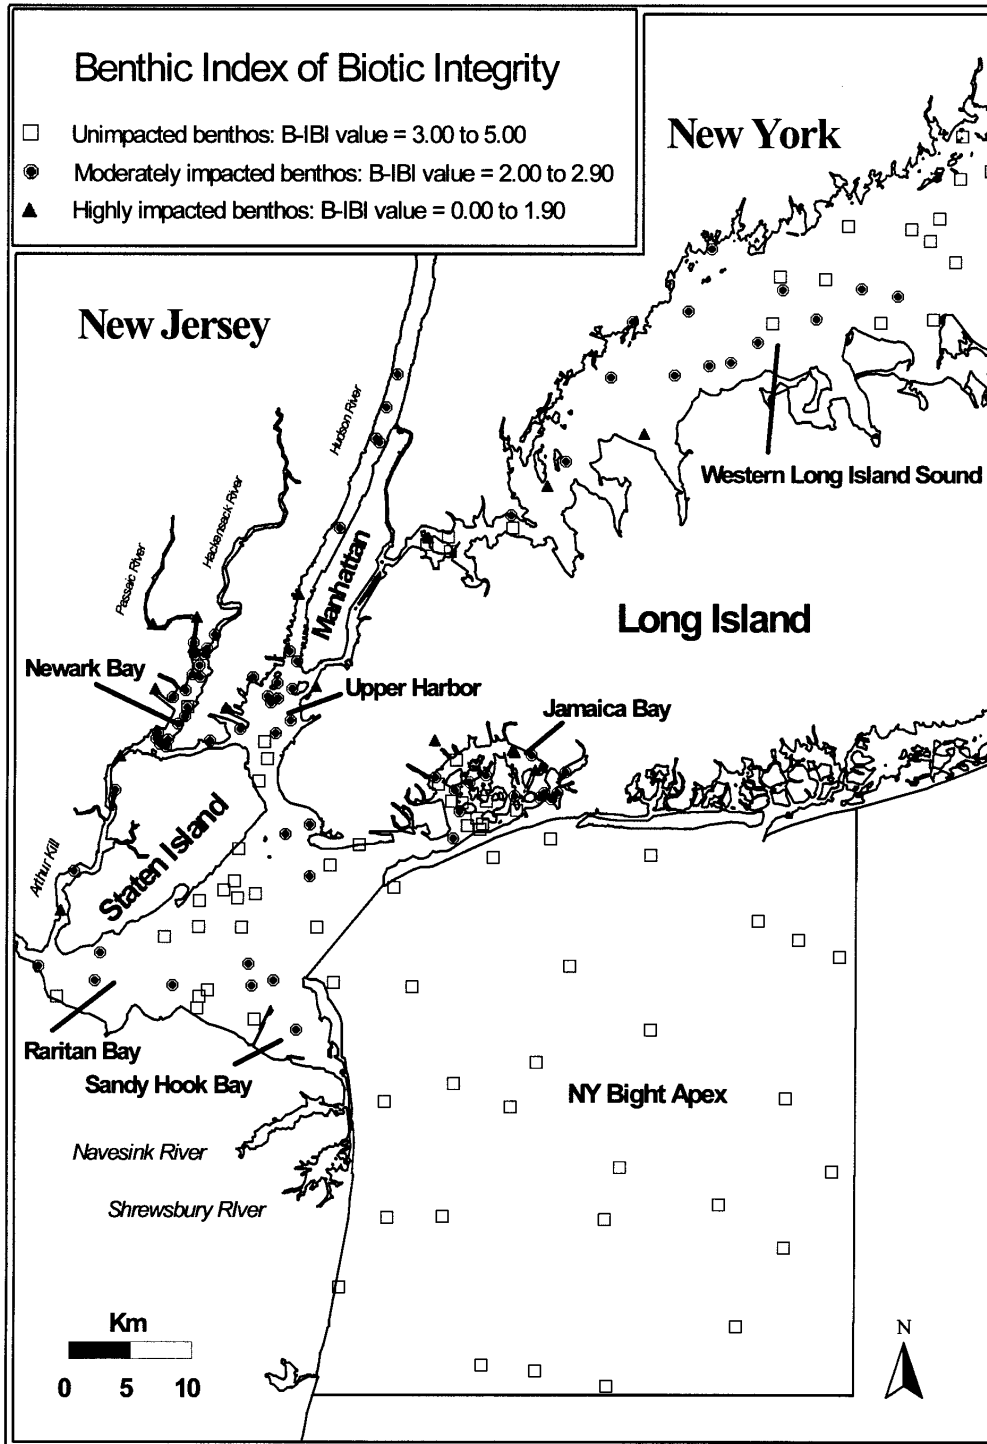 Benthic Index of Biotic Integrity
Unimpacted benthos: B-IBI value = 3.00 to 5.00
Moderately impacted benthos: B-IBI value = 2.00 to 2.90
Highly impacted benthos: B-IBI value = 0.00 to 1.90
New York
New Jersey
Hudson River
Hackensack River
Passaic River
Western Long Island Sound
Manhattan
Long Island
Newark Bay
Upper Harbor
Jamaica Bay
Staten Island
Arthur Kill
Raritan Bay
Sandy Hook Bay
NY Bight Apex
Navesink River
Shrewsbury RIver
Km
0 5 10
N